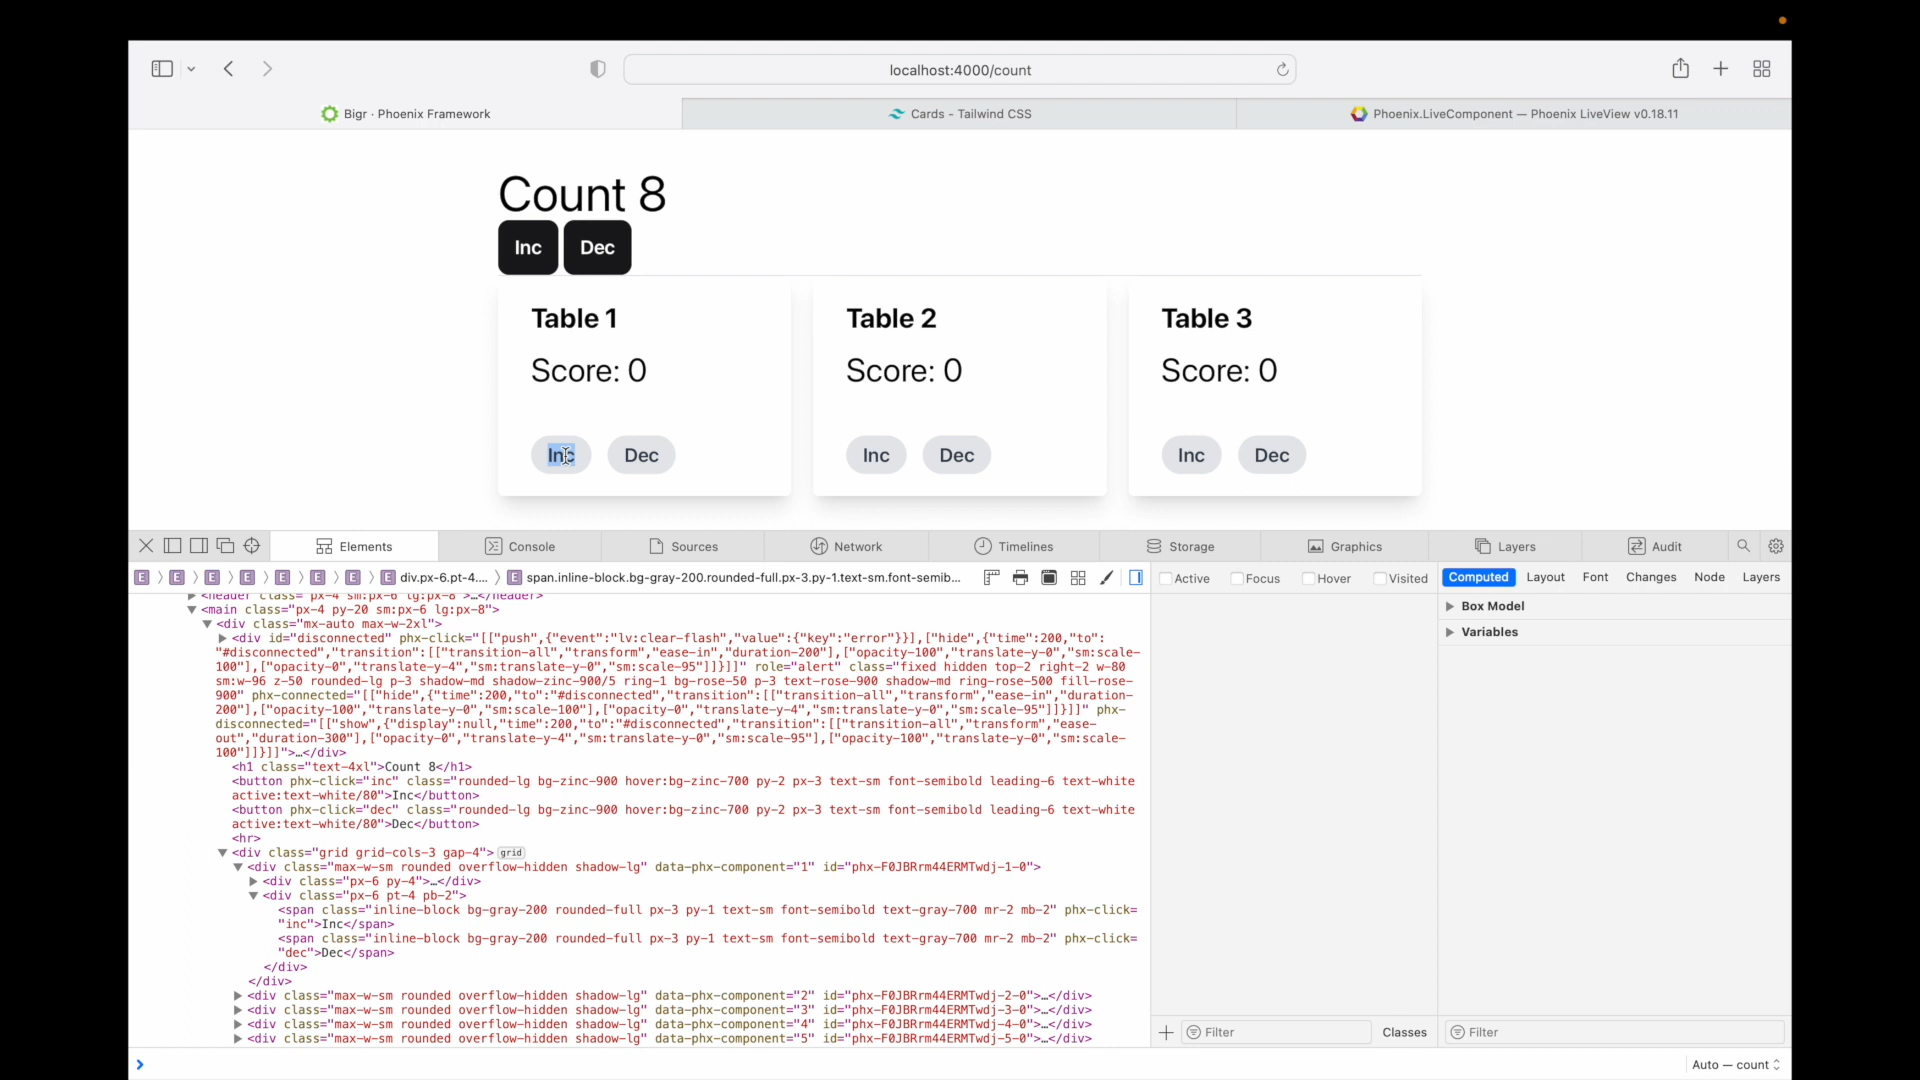 localhost:4000/count
Bigr · Phoenix Framework
Cards - Tailwind CSS
Phoenix.LiveComponent — Phoenix LiveView v0.18.11
Count 8
Inc Dec
Table 1 Table 2 Table 3
Score: 0 Score: 0 Score: 0
Inc Dec Inc Dec Inc Dec
Elements Console Sources Network Timelines Storage Graphics Layers Audit
E E E E E E E E div.px-6.pt-4.... E span.inline-block.bg-gray-200.rounded-full.px-3.py-1.text-sm.font-semib... Active Focus Hover Visited Computed Layout Font Changes Node Layers
<header class="px-4 sm:px-6 lg:px-8">…</header>
<main class="px-4 py-20 sm:px-6 lg:px-8">
<div class="mx-auto max-w-2xl">
<div id="disconnected" phx-click="[["push",{"event":"lv:clear-flash","value":{"key":"error"}}],["hide",{"time":200,"to":
"#disconnected","transition":[["transition-all","transform","ease-in","duration-200"],["opacity-100","translate-y-0","sm:scale-
100"],["opacity-0","translate-y-4","sm:translate-y-0","sm:scale-95"]]}]]" role="alert" class="fixed hidden top-2 right-2 w-80
sm:w-96 z-50 rounded-lg p-3 shadow-md shadow-zinc-900/5 ring-1 bg-rose-50 p-3 text-rose-900 shadow-md ring-rose-500 fill-rose-
900" phx-connected="[["hide",{"time":200,"to":"#disconnected","transition":[["transition-all","transform","ease-in","duration-
200"],["opacity-100","translate-y-0","sm:scale-100"],["opacity-0","translate-y-4","sm:translate-y-0","sm:scale-95"]]}]]" phx-
disconnected="[["show",{"display":null,"time":200,"to":"#disconnected","transition":[["transition-all","transform","ease-
out","duration-300"],["opacity-0","translate-y-4","sm:translate-y-0","sm:scale-95"],["opacity-100","translate-y-0","sm:scale-
100"]]}]]">…</div>
<h1 class="text-4xl">Count 8</h1>
<button phx-click="inc" class="rounded-lg bg-zinc-900 hover:bg-zinc-700 py-2 px-3 text-sm font-semibold leading-6 text-white
active:text-white/80">Inc</button>
<button phx-click="dec" class="rounded-lg bg-zinc-900 hover:bg-zinc-700 py-2 px-3 text-sm font-semibold leading-6 text-white
active:text-white/80">Dec</button>
<hr>
<div class="grid grid-cols-3 gap-4"> grid
<div class="max-w-sm rounded overflow-hidden shadow-lg" data-phx-component="1" id="phx-F0JBRrm44ERMTwdj-1-0">
<div class="px-6 py-4">…</div>
<div class="px-6 pt-4 pb-2">
<span class="inline-block bg-gray-200 rounded-full px-3 py-1 text-sm font-semibold text-gray-700 mr-2 mb-2" phx-click=
"inc">Inc</span>
<span class="inline-block bg-gray-200 rounded-full px-3 py-1 text-sm font-semibold text-gray-700 mr-2 mb-2" phx-click=
"dec">Dec</span>
</div>
</div>
<div class="max-w-sm rounded overflow-hidden shadow-lg" data-phx-component="2" id="phx-F0JBRrm44ERMTwdj-2-0">…</div>
<div class="max-w-sm rounded overflow-hidden shadow-lg" data-phx-component="3" id="phx-F0JBRrm44ERMTwdj-3-0">…</div>
<div class="max-w-sm rounded overflow-hidden shadow-lg" data-phx-component="4" id="phx-F0JBRrm44ERMTwdj-4-0">…</div>
<div class="max-w-sm rounded overflow-hidden shadow-lg" data-phx-component="5" id="phx-F0JBRrm44ERMTwdj-5-0">…</div>
Box Model
Variables
Filter Classes Filter
Auto — count